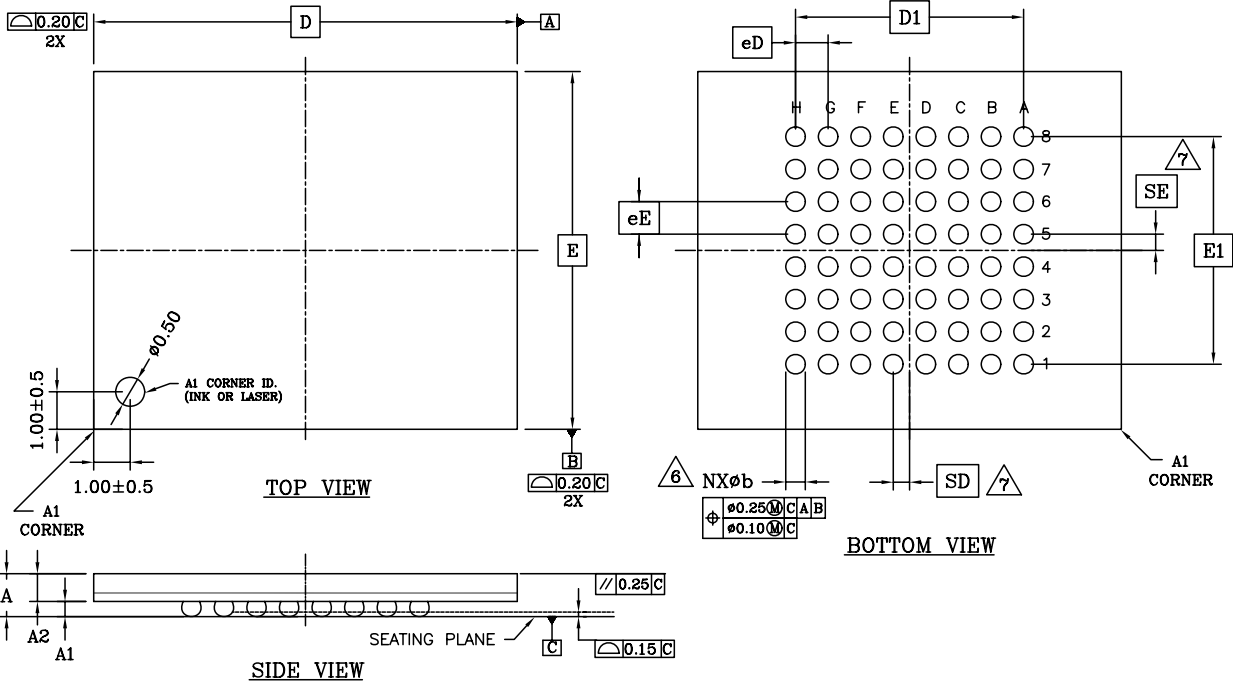 ⌓ 0.20 C
2X
D
A
E
ø0.50
A1 CORNER ID.
(INK OR LASER)
1.00±0.5
1.00±0.5
A1
CORNER
TOP VIEW
B
⌓ 0.20 C
2X
D1
eD
H G F E D C B A
8
7
6
5
4
3
2
1
7
SE
eE
E1
6 NXøb
SD 7
⌖ ø0.25Ⓜ C A B
ø0.10Ⓜ C
A1
CORNER
BOTTOM VIEW
A
A2
A1
// 0.25 C
SEATING PLANE
C
⌓ 0.15 C
SIDE VIEW